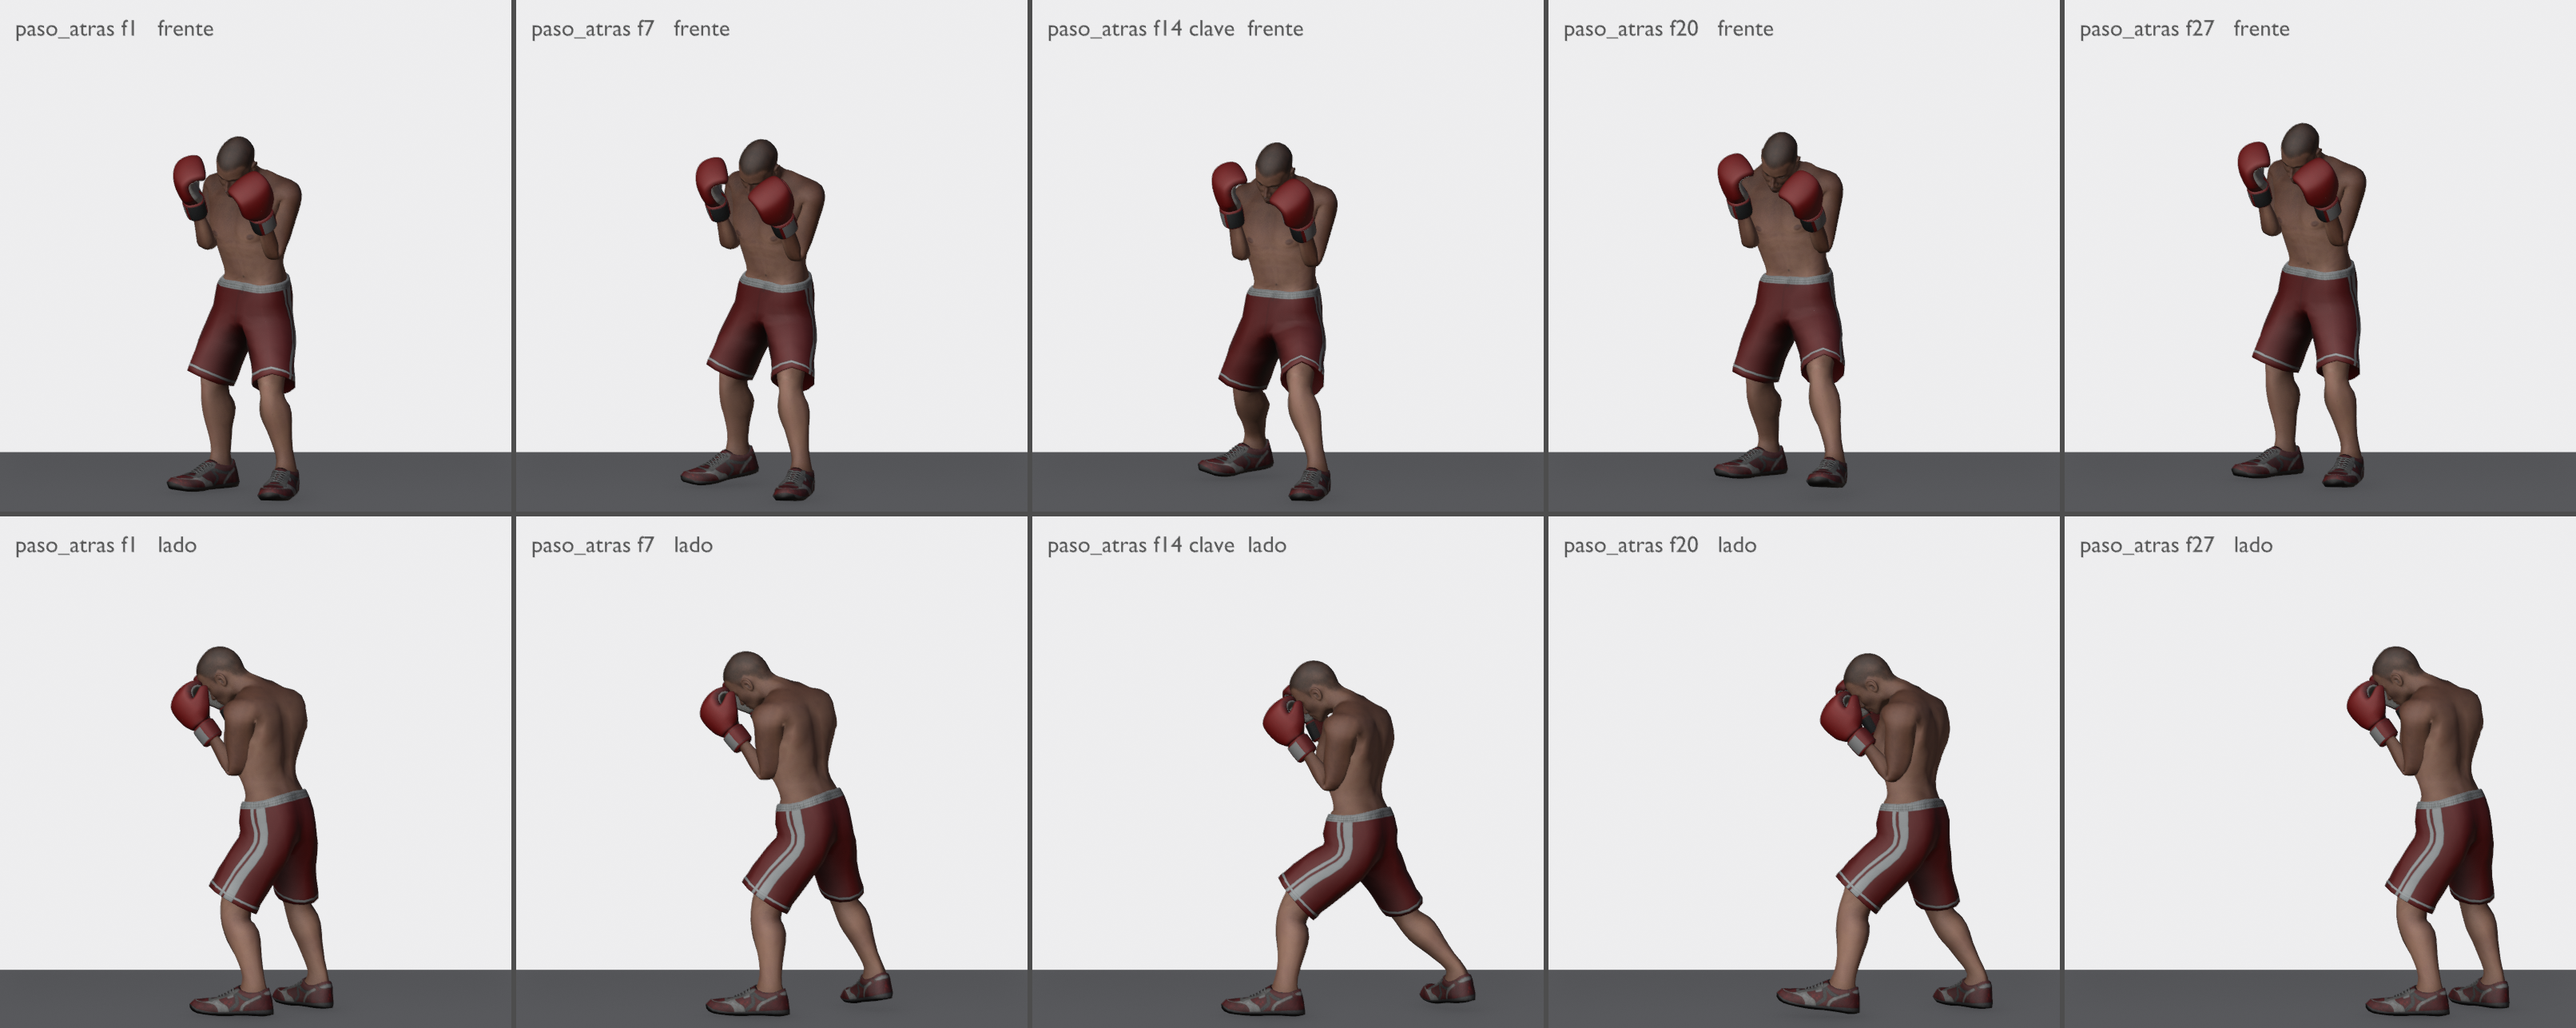 paso_atras f1 frente
paso_atras f7 frente
paso_atras f14 clave frente
paso_atras f20 frente
paso_atras f27 frente
paso_atras f1 lado
paso_atras f7 lado
paso_atras f14 clave lado
paso_atras f20 lado
paso_atras f27 lado